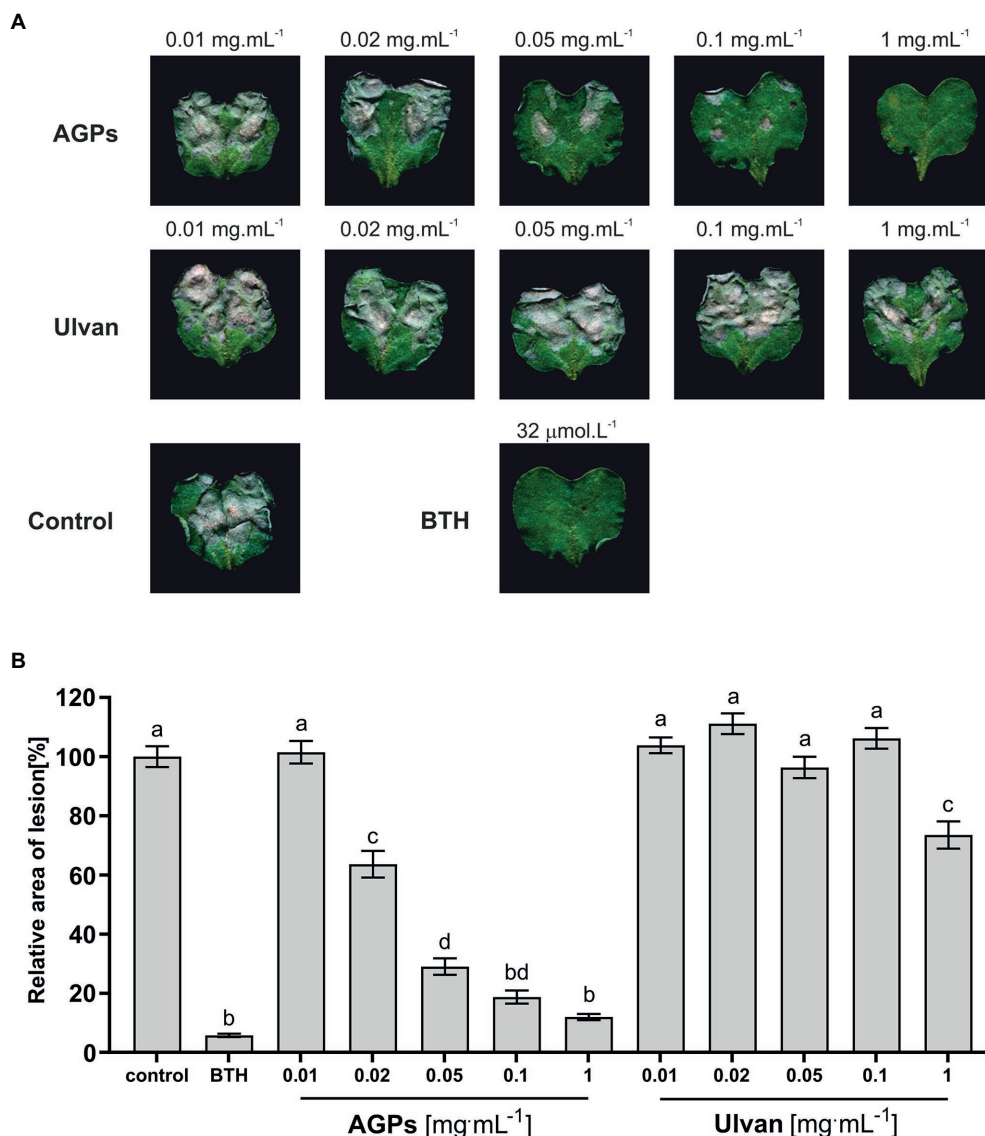 A
0.01 mg.mL⁻¹ 0.02 mg.mL⁻¹ 0.05 mg.mL⁻¹ 0.1 mg.mL⁻¹ 1 mg.mL⁻¹
AGPs
0.01 mg.mL⁻¹ 0.02 mg.mL⁻¹ 0.05 mg.mL⁻¹ 0.1 mg.mL⁻¹ 1 mg.mL⁻¹
Ulvan
32 μmol.L⁻¹
Control BTH
B
Relative area of lesion[%]
120
100
80
60
40
20
0
a b a c d bd b a a a a c
control BTH 0.01 0.02 0.05 0.1 1 0.01 0.02 0.05 0.1 1
AGPs [mg·mL⁻¹] Ulvan [mg·mL⁻¹]